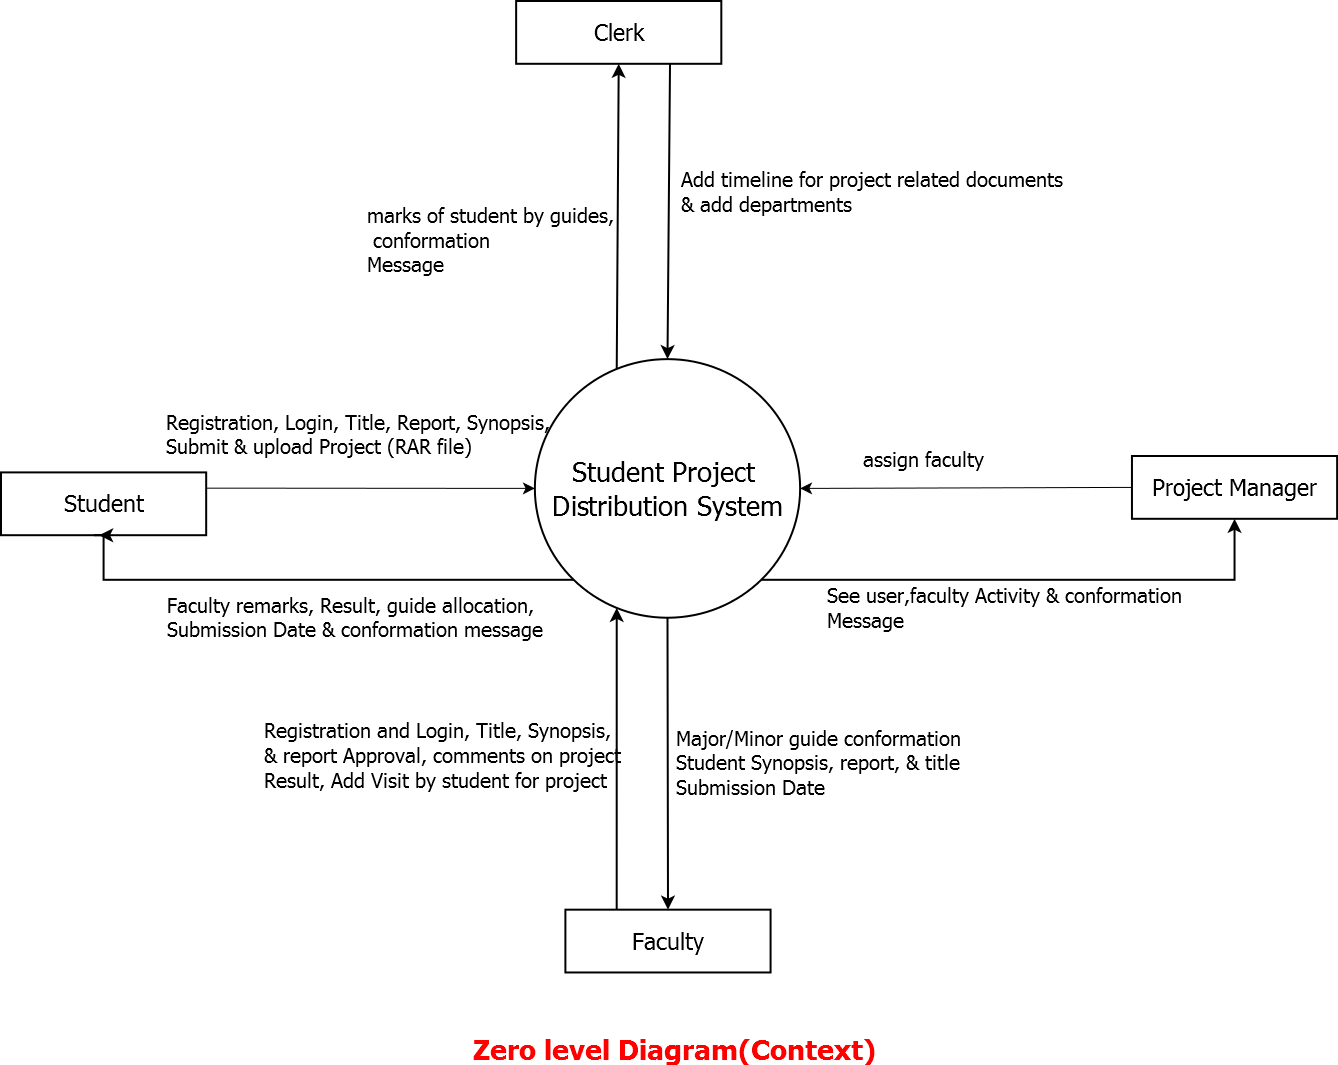 Clerk
Add timeline for project related documents
& add departments
marks of student by guides,
conformation
Message
Registration, Login, Title, Report, Synopsis,
Submit & upload Project (RAR file)
assign faculty
Student Project
Distribution System
Student
Project Manager
Faculty remarks, Result, guide allocation,
Submission Date & conformation message
See user,faculty Activity & conformation
Message
Registration and Login, Title, Synopsis,
& report Approval, comments on project
Result, Add Visit by student for project
Major/Minor guide conformation
Student Synopsis, report, & title
Submission Date
Faculty
Zero level Diagram(Context)